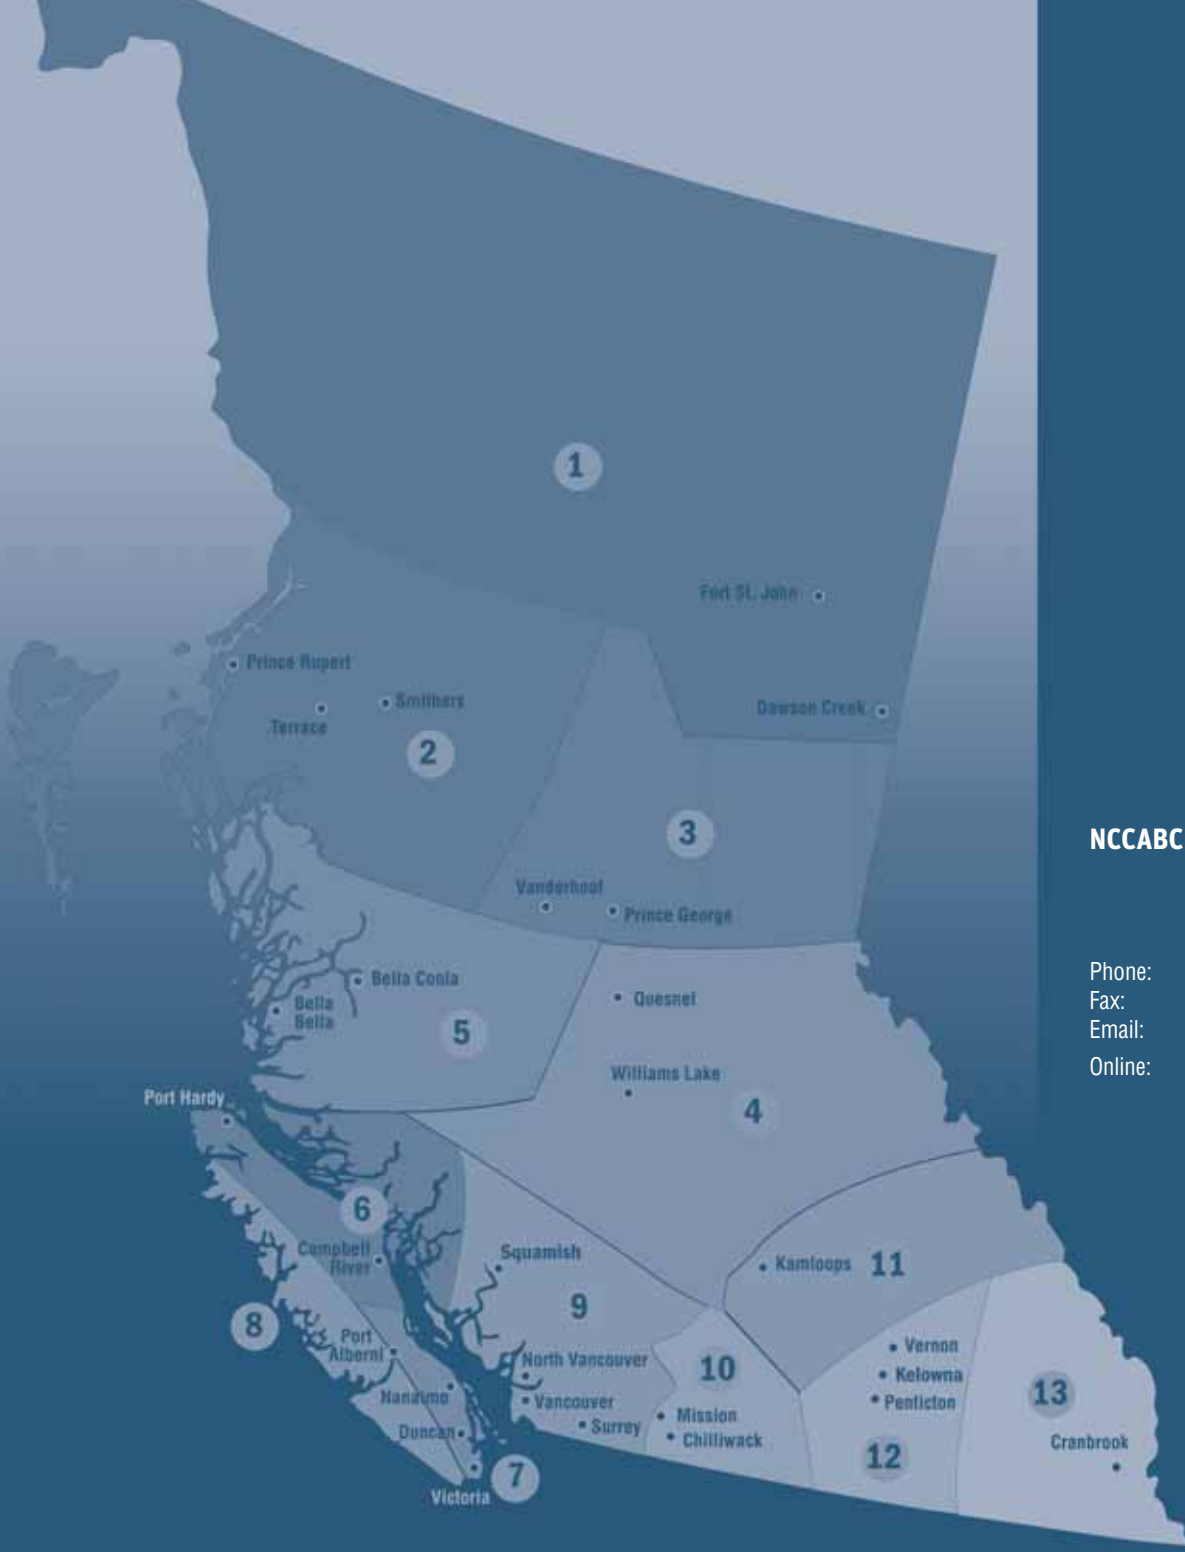 1
Fort St. John
Prince Rupert
Smithers
Terrace
Dawson Creek
2
3
NCCABC
Vanderhoof
Prince George
Phone:
Fax:
Email:
Online:
Bella Coola
Bella
Bella
Quesnel
5
Williams Lake
4
Port Hardy
6
Campbell
River
Squamish
Kamloops
11
9
8
Port
Alberni
North Vancouver
10
Vernon
Kelowna
Penticton
13
Nanaimo
Vancouver
Mission
Duncan
Surrey
Chilliwack
Cranbrook
12
7
Victoria